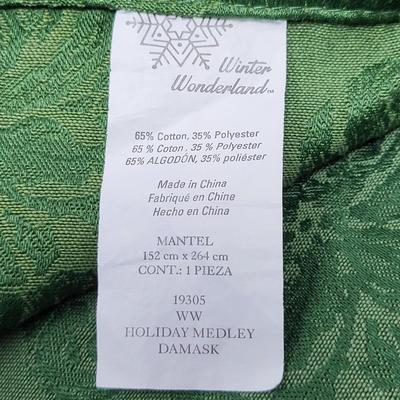 Winter
Wonderland™
65% Cotton, 35% Polyester
65 % Coton , 35 % Polyester
65% ALGODÓN, 35% poliéster
Made in China
Fabriqué en Chine
Hecho en China
MANTEL
152 cm x 264 cm
CONT.: 1 PIEZA
19305
WW
HOLIDAY MEDLEY
DAMASK